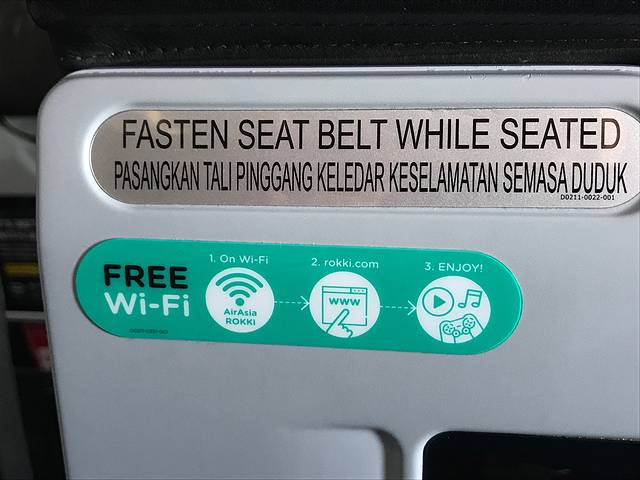 FASTEN SEAT BELT WHILE SEATED
PASANGKAN TALI PINGGANG KELEDAR KESELAMATAN SEMASA DUDUK
D0211-0022-001
FREE
Wi-Fi
1. On Wi-Fi
AirAsia
ROKKI
2. rokki.com
www
3. ENJOY!